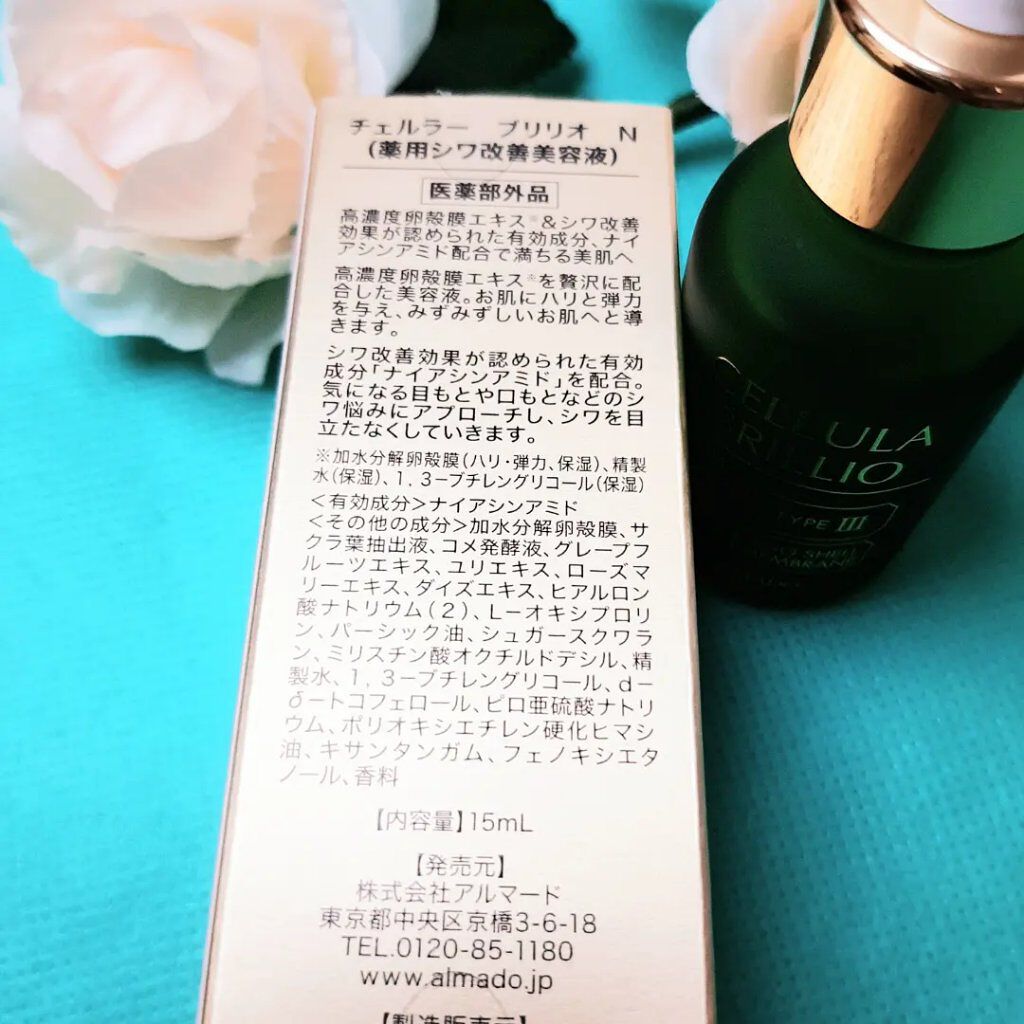 チェルラー ブリリオ N
(薬用シワ改善美容液)
医薬部外品
高濃度卵殻膜エキス※&シワ改善
効果が認められた有効成分、ナイ
アシンアミド配合で満ちる美肌へ
高濃度卵殻膜エキス※を贅沢に配
合した美容液。お肌にハリと弾力
を与え、みずみずしいお肌へと導
きます。
シワ改善効果が認められた有効
成分「ナイアシンアミド」を配合。
気になる目もとや口もとなどのシ
ワ悩みにアプローチし、シワを目
立たなくしていきます。
※加水分解卵殻膜(ハリ・弾力、保湿)、精製
水(保湿)、1,3-ブチレングリコール(保湿)
<有効成分>ナイアシンアミド
<その他の成分>加水分解卵殻膜、サ
クラ葉抽出液、コメ発酵液、グレープフ
ルーツエキス、ユリエキス、ローズマ
リーエキス、ダイズエキス、ヒアルロン
酸ナトリウム(2)、L-オキシプロリ
ン、パーシック油、シュガースクワラ
ン、ミリスチン酸オクチルドデシル、精
製水、1,3-ブチレングリコール、d-
δ-トコフェロール、ピロ亜硫酸ナトリ
ウム、ポリオキシエチレン硬化ヒマシ
油、キサンタンガム、フェノキシエタ
ノール、香料
【内容量】15mL
【発売元】
株式会社アルマード
東京都中央区京橋3-6-18
TEL.0120-85-1180
www.almado.jp
【製造販売元】
CELLULA
BRILLIO
TYPE III
SHELL
MEMBRANE